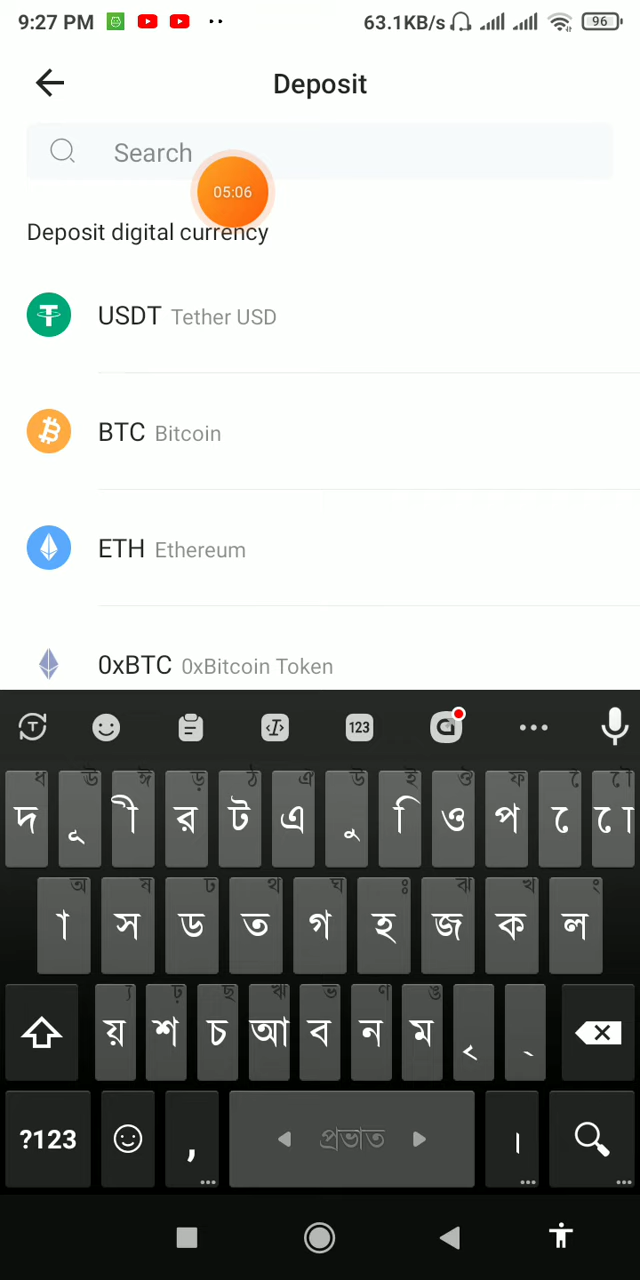 9:27 PM 63.1KB/s 96
Deposit
Search
05:06
Deposit digital currency
USDT Tether USD
BTC Bitcoin
ETH Ethereum
0xBTC 0xBitcoin Token
T I 123 G
ধ ঊ ঈ ড় ঠ ঐ উ ই ঔ ফ ৈ ৌ
দ ূ ী র ট এ ু ি ও প ে ো
অ ষ ঢ থ ঘ ঃ ঝ খ ং
া স ড ত গ হ জ ক ল
্য ঢ় ছ ঋ ভ ণ ঙ
য় শ চ আ ব ন ম ৃ ্
?123 , প্রভাত ।